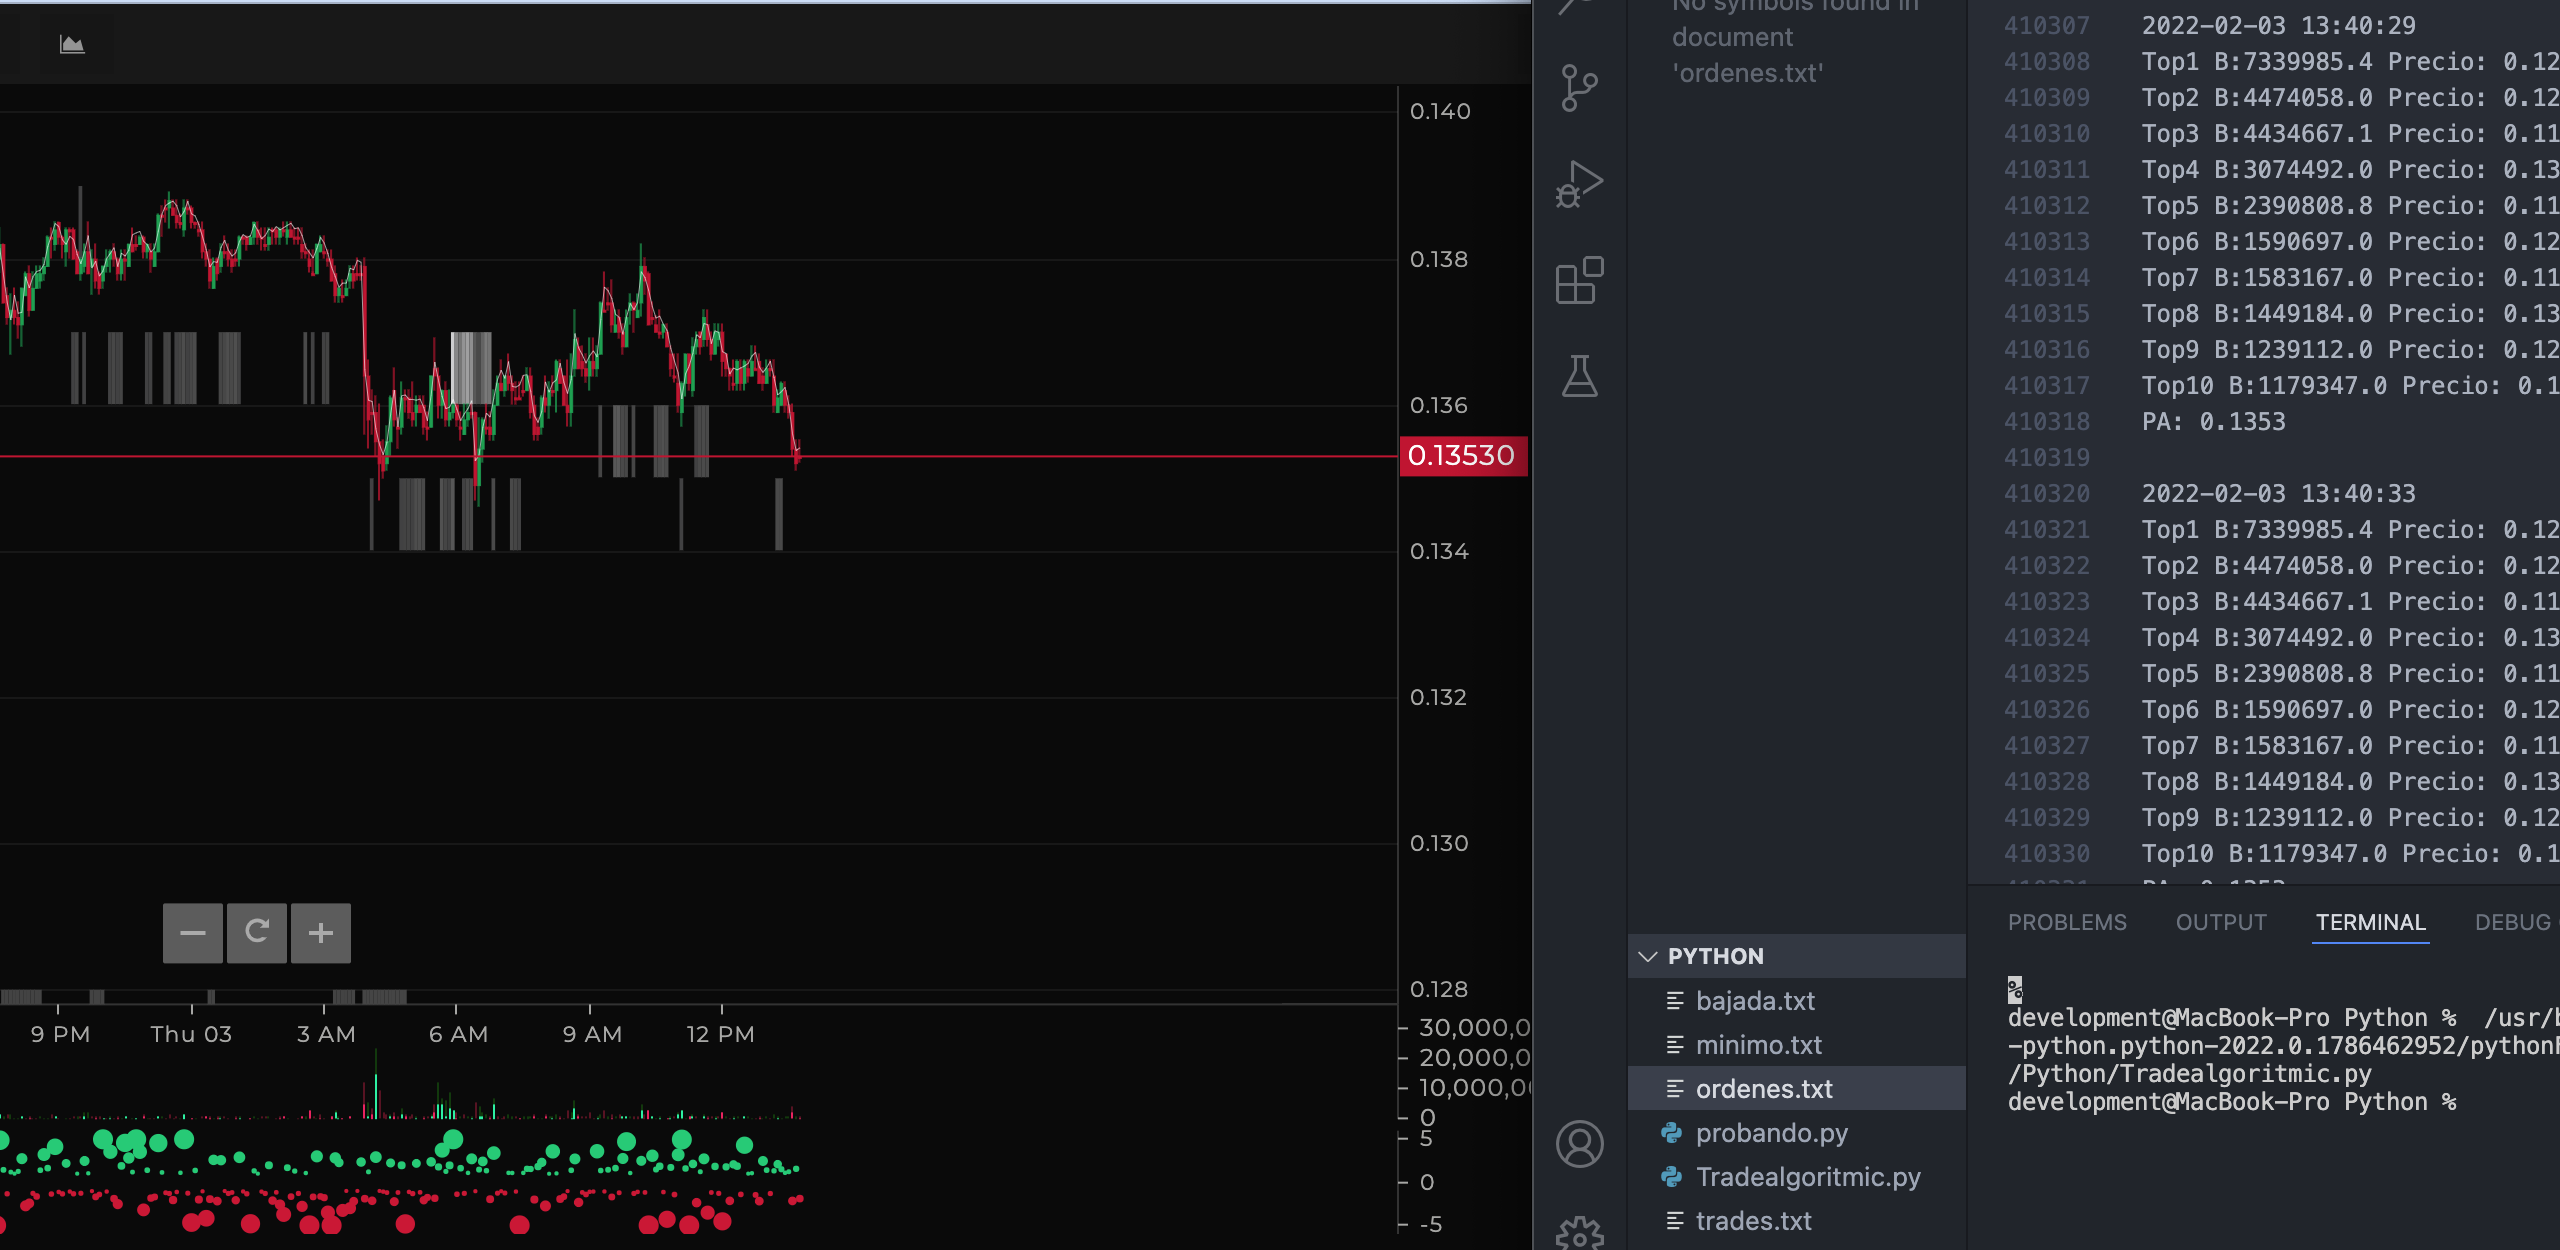 0.140
0.138
0.136
0.13530
0.134
0.132
0.130
0.128
9 PM Thu 03 3 AM 6 AM 9 AM 12 PM
30,000,0
20,000,0
10,000,0
0
5
0
-5
No symbols found in
document
'ordenes.txt'
PYTHON
bajada.txt
minimo.txt
ordenes.txt
probando.py
Tradealgoritmic.py
trades.txt
410307 2022-02-03 13:40:29
410308 Top1 B:7339985.4 Precio: 0.12
410309 Top2 B:4474058.0 Precio: 0.12
410310 Top3 B:4434667.1 Precio: 0.11
410311 Top4 B:3074492.0 Precio: 0.13
410312 Top5 B:2390808.8 Precio: 0.11
410313 Top6 B:1590697.0 Precio: 0.12
410314 Top7 B:1583167.0 Precio: 0.11
410315 Top8 B:1449184.0 Precio: 0.13
410316 Top9 B:1239112.0 Precio: 0.12
410317 Top10 B:1179347.0 Precio: 0.1
410318 PA: 0.1353
410319
410320 2022-02-03 13:40:33
410321 Top1 B:7339985.4 Precio: 0.12
410322 Top2 B:4474058.0 Precio: 0.12
410323 Top3 B:4434667.1 Precio: 0.11
410324 Top4 B:3074492.0 Precio: 0.13
410325 Top5 B:2390808.8 Precio: 0.11
410326 Top6 B:1590697.0 Precio: 0.12
410327 Top7 B:1583167.0 Precio: 0.11
410328 Top8 B:1449184.0 Precio: 0.13
410329 Top9 B:1239112.0 Precio: 0.12
410330 Top10 B:1179347.0 Precio: 0.1
PROBLEMS OUTPUT TERMINAL DEBUG
%
development@MacBook-Pro Python % /usr/b
-python.python-2022.0.1786462952/python
/Python/Tradealgoritmic.py
development@MacBook-Pro Python %